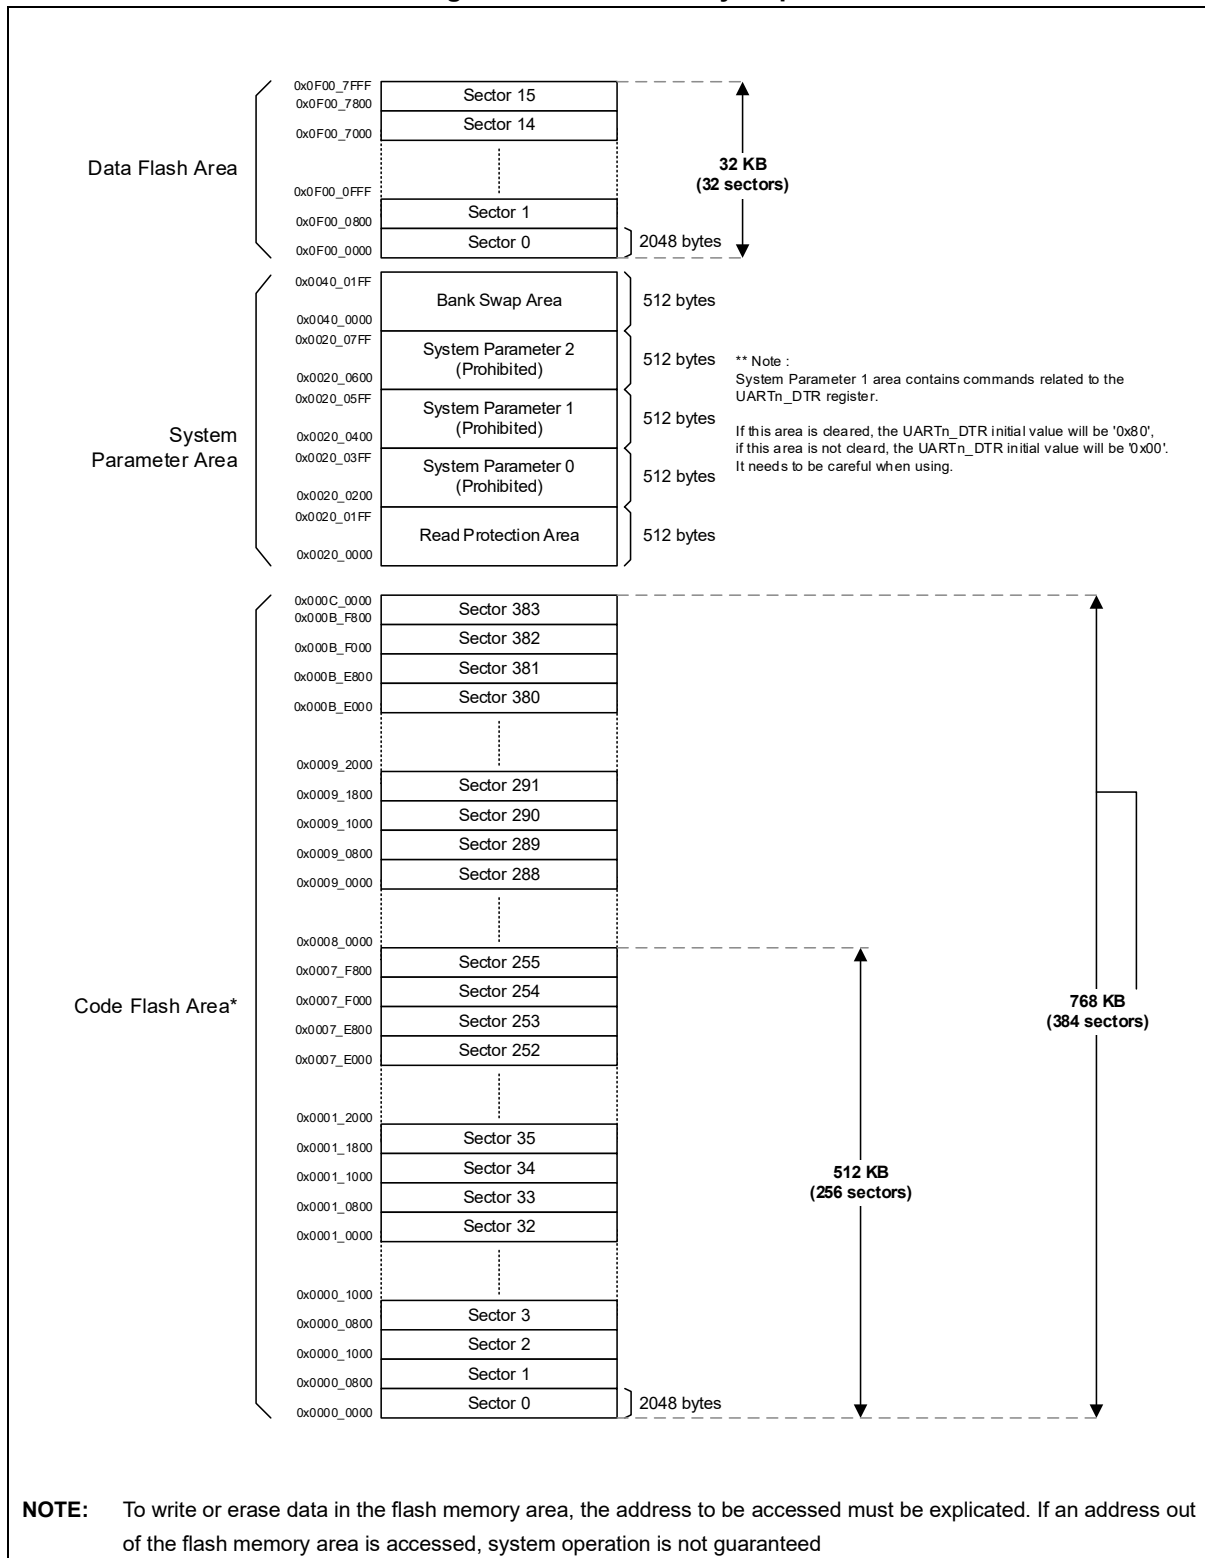 0x0F00_7FFF
Sector 15
0x0F00_7800
Sector 14
0x0F00_7000
Data Flash Area
32 KB
(32 sectors)
0x0F00_0FFF
Sector 1
0x0F00_0800
Sector 0
2048 bytes
0x0F00_0000
0x0040_01FF
Bank Swap Area
512 bytes
0x0040_0000
0x0020_07FF
System Parameter 2
(Prohibited)
512 bytes
0x0020_0600
0x0020_05FF
System Parameter 1
(Prohibited)
512 bytes
0x0020_0400
0x0020_03FF
System Parameter 0
(Prohibited)
512 bytes
0x0020_0200
0x0020_01FF
Read Protection Area
512 bytes
0x0020_0000
System
Parameter Area
** Note :
System Parameter 1 area contains commands related to the
UARTn_DTR register.
If this area is cleared, the UARTn_DTR initial value will be '0x80',
if this area is not cleard, the UARTn_DTR initial value will be '0x00'.
It needs to be careful when using.
0x000C_0000
Sector 383
0x000B_F800
Sector 382
0x000B_F000
Sector 381
0x000B_E800
Sector 380
0x000B_E000
0x0009_2000
Sector 291
0x0009_1800
Sector 290
0x0009_1000
Sector 289
0x0009_0800
Sector 288
0x0009_0000
0x0008_0000
Sector 255
0x0007_F800
Sector 254
0x0007_F000
Sector 253
0x0007_E800
Sector 252
0x0007_E000
Code Flash Area*
768 KB
(384 sectors)
0x0001_2000
Sector 35
0x0001_1800
Sector 34
0x0001_1000
Sector 33
0x0001_0800
Sector 32
0x0001_0000
512 KB
(256 sectors)
0x0000_1000
Sector 3
0x0000_0800
Sector 2
0x0000_1000
Sector 1
0x0000_0800
Sector 0
2048 bytes
0x0000_0000
NOTE: To write or erase data in the flash memory area, the address to be accessed must be explicated. If an address out
of the flash memory area is accessed, system operation is not guaranteed